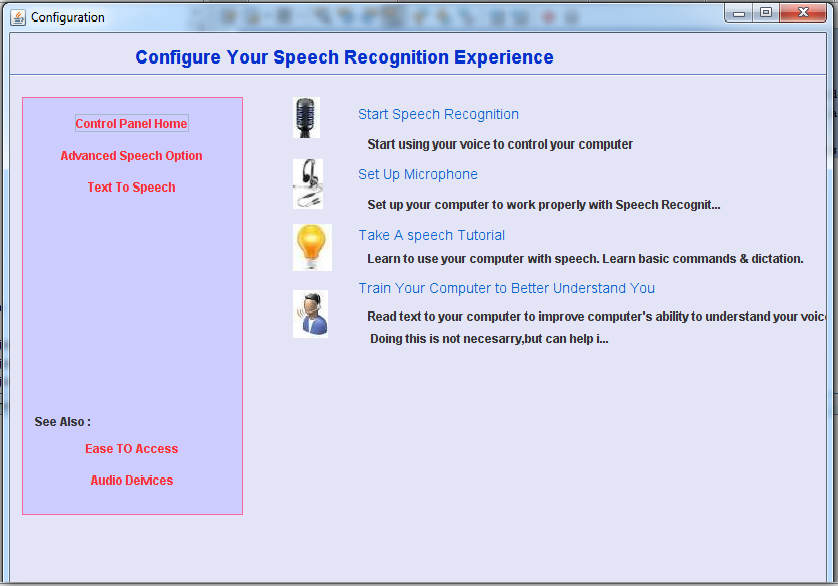 Configuration
Configure Your Speech Recognition Experience
Control Panel Home
Advanced Speech Option
Text To Speech
See Also :
Ease TO Access
Audio Deivices
Start Speech Recognition
Start using your voice to control your computer
Set Up Microphone
Set up your computer to work properly with Speech Recognit...
Take A speech Tutorial
Learn to use your computer with speech. Learn basic commands & dictation.
Train Your Computer to Better Understand You
Read text to your computer to improve computer's ability to understand your voic
Doing this is not necesarry,but can help i...